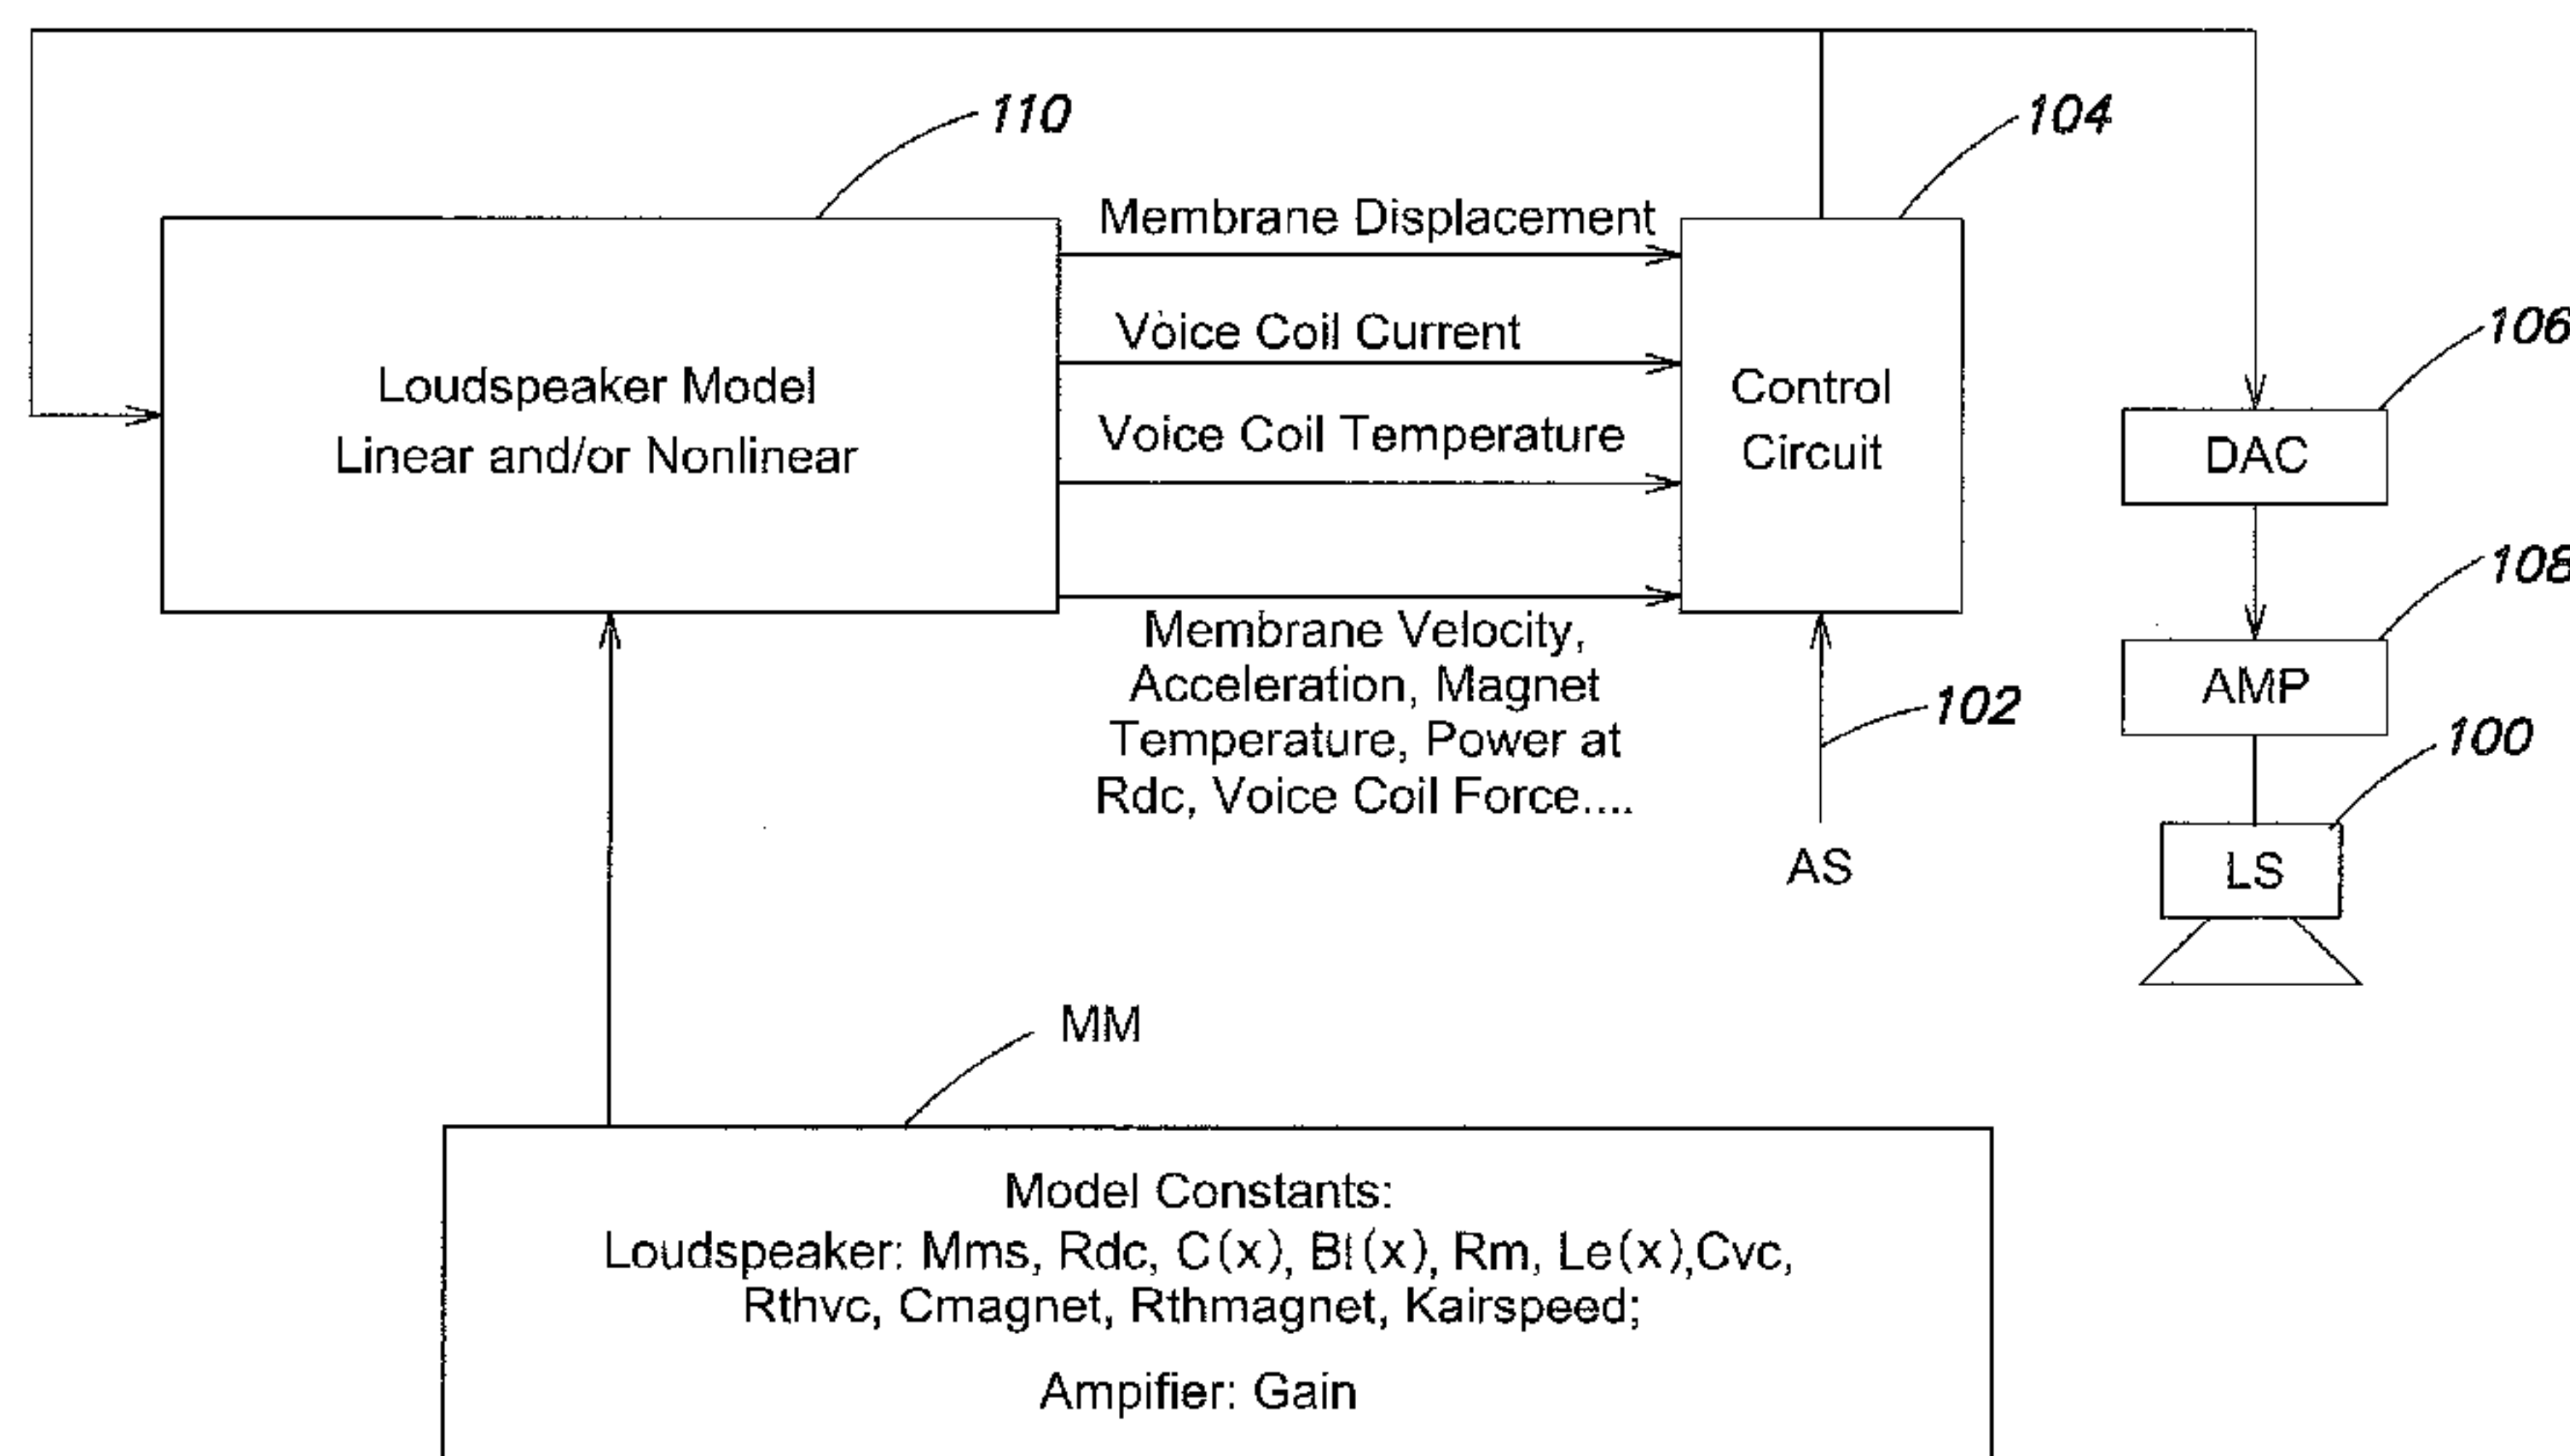 110
104
Membrane Displacement
106
Voice Coil Current
Loudspeaker Model
Linear and/or Nonlinear
Voice Coil Temperature
Control
Circuit
DAC
108
Membrane Velocity,
Acceleration, Magnet
Temperature, Power at
Rdc, Voice Coil Force....
102
AMP
100
AS
LS
MM
Model Constants:
Loudspeaker: Mms, Rdc, C(x), Bl(x), Rm, Le(x),Cvc,
Rthvc, Cmagnet, Rthmagnet, Kairspeed;
Ampifier: Gain